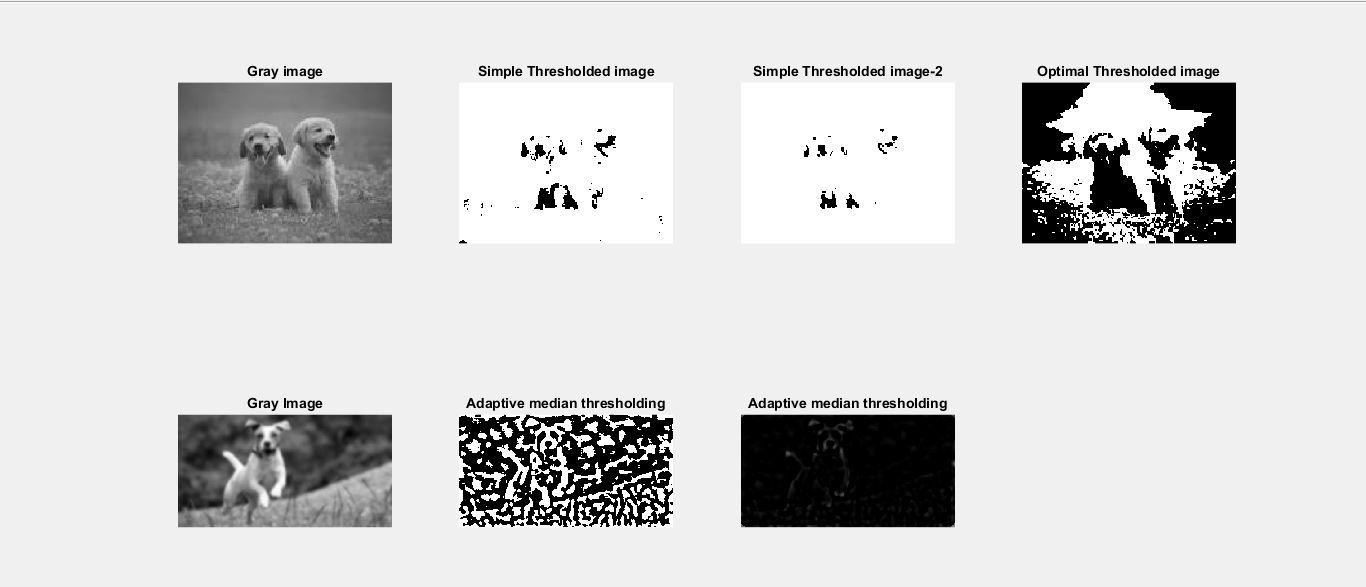 Gray image
Simple Thresholded image
Simple Thresholded image-2
Optimal Thresholded image
Gray Image
Adaptive median thresholding
Adaptive median thresholding